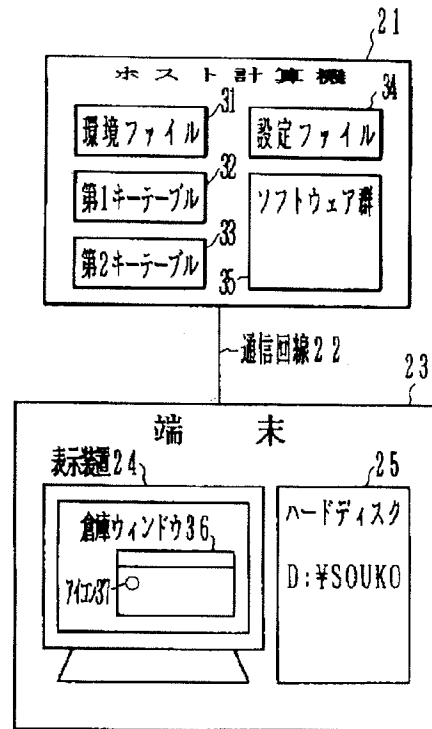 21
ホスト計算機
31
34
環境ファイル
設定ファイル
32
第1キーテーブル
ソフトウェア群
33
第2キーテーブル
35
通信回線22
23
端末
表示装置24
25
倉庫ウィンドウ36
ハードディスク
アイコン37
D:¥SOUKO